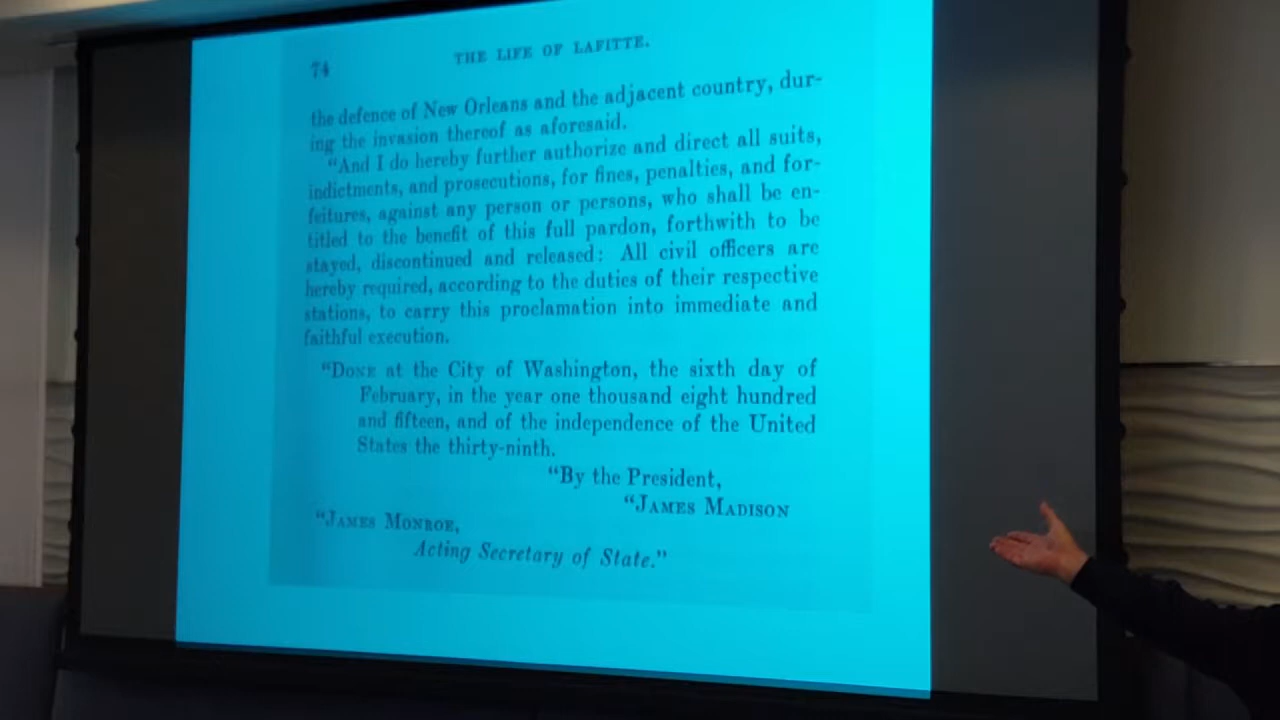 74
THE LIFE OF LAFITTE.
the defence of New Orleans and the adjacent country, dur-
ing the invasion thereof as aforesaid.
"And I do hereby further authorize and direct all suits,
indictments, and prosecutions, for fines, penalties, and for-
feitures, against any person or persons, who shall be en-
titled to the benefit of this full pardon, forthwith to be
stayed, discontinued and released: All civil officers are
hereby required, according to the duties of their respective
stations, to carry this proclamation into immediate and
faithful execution.
"DONE at the City of Washington, the sixth day of
February, in the year one thousand eight hundred
and fifteen, and of the independence of the United
States the thirty-ninth.
"By the President,
"JAMES MADISON
"JAMES MONROE,
Acting Secretary of State."